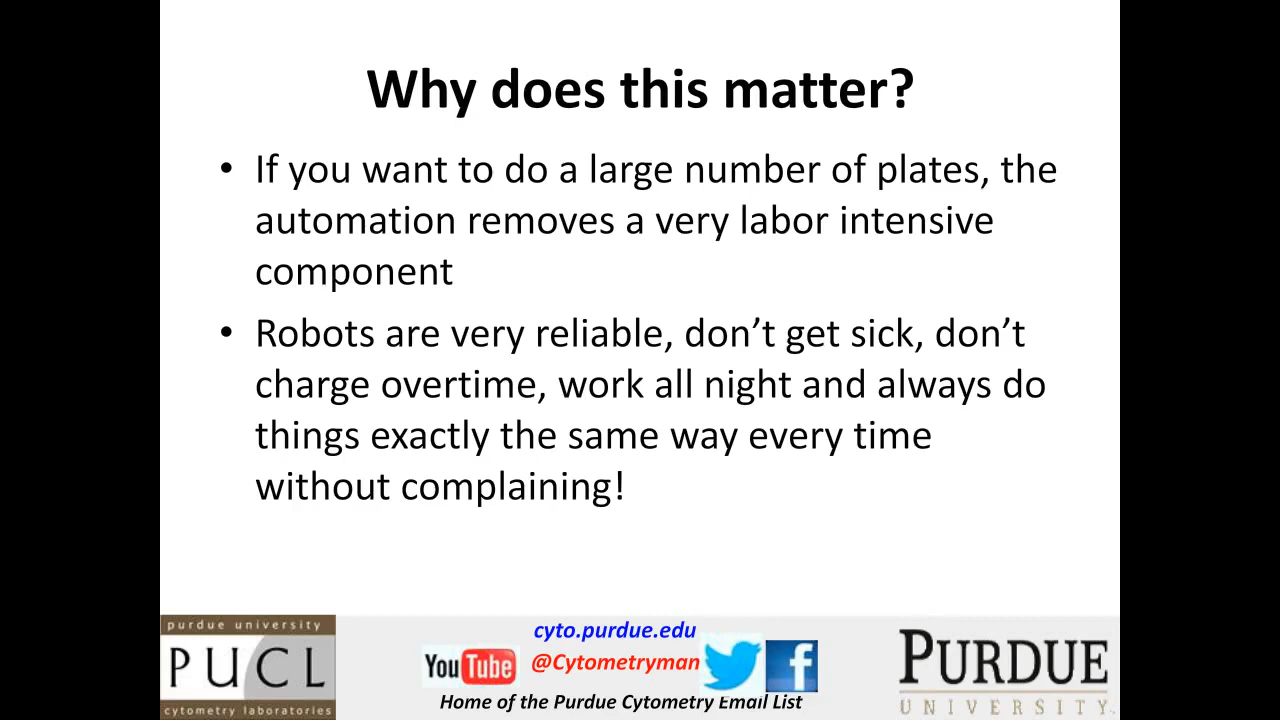 Why does this matter?
• If you want to do a large number of plates, the
automation removes a very labor intensive
component
• Robots are very reliable, don’t get sick, don’t
charge overtime, work all night and always do
things exactly the same way every time
without complaining!
purdue university
PUCL
cytometry laboratories
cyto.purdue.edu
YouTube @Cytometryman f
Home of the Purdue Cytometry Email List
PURDUE
UNIVERSITY